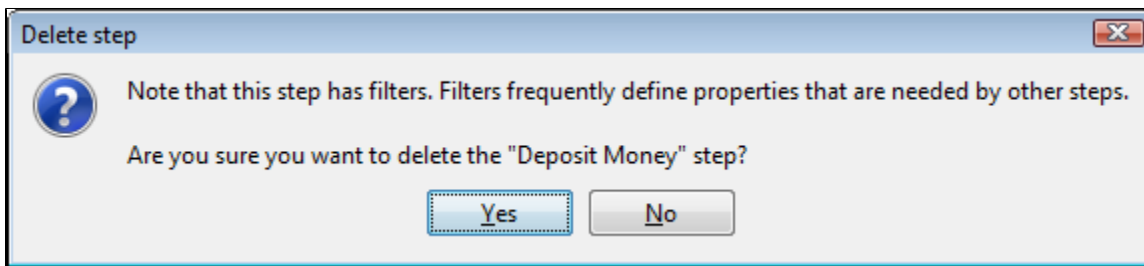 Delete step
Note that this step has filters. Filters frequently define properties that are needed by other steps.
Are you sure you want to delete the "Deposit Money" step?
Yes
No